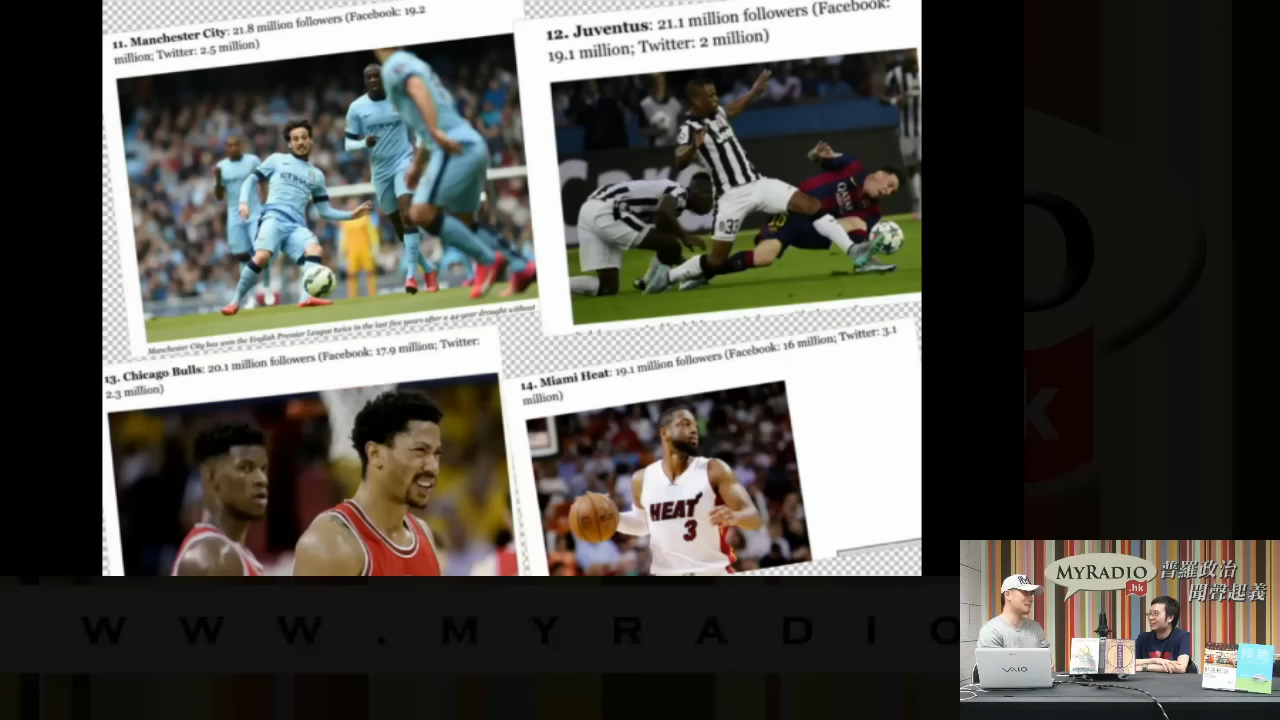 11. Manchester City: 21.8 million followers (Facebook: 19.2
million; Twitter: 2.5 million)
12. Juventus: 21.1 million followers (Facebook:
19.1 million; Twitter: 2 million)
ETIHAD
QATAR
33
Manchester City has won the English Premier League twice in the last five years after a 44-year drought without
13. Chicago Bulls: 20.1 million followers (Facebook: 17.9 million; Twitter:
2.3 million)
14. Miami Heat: 19.1 million followers (Facebook: 16 million; Twitter: 3.1
million)
HEAT
3
MYRADIO
.hk
普羅政治
聞聲起義
VAIO
WWW.MYRADIO